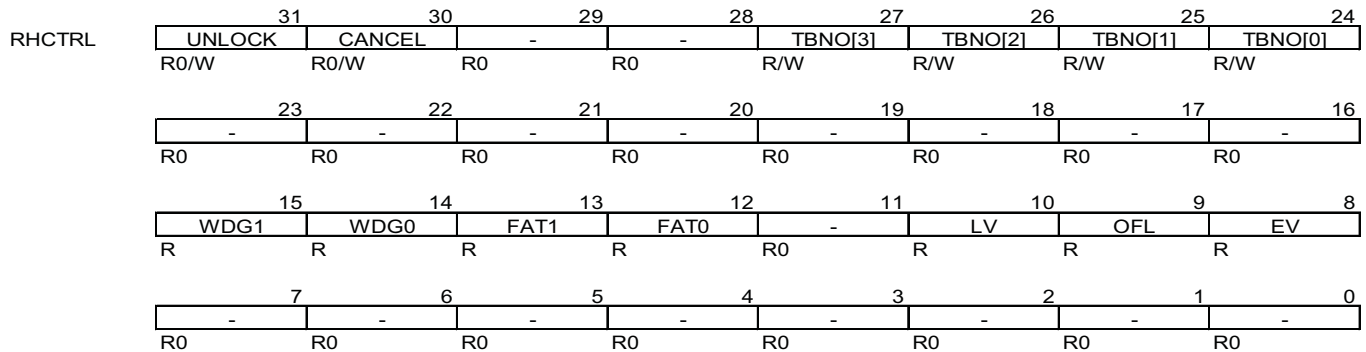 31 30 29 28 27 26 25 24
RHCTRL UNLOCK CANCEL - - TBNO[3] TBNO[2] TBNO[1] TBNO[0]
R0/W R0/W R0 R0 R/W R/W R/W R/W
23 22 21 20 19 18 17 16
- - - - - - - -
R0 R0 R0 R0 R0 R0 R0 R0
15 14 13 12 11 10 9 8
WDG1 WDG0 FAT1 FAT0 - LV OFL EV
R R R R R0 R R R
7 6 5 4 3 2 1 0
- - - - - - - -
R0 R0 R0 R0 R0 R0 R0 R0